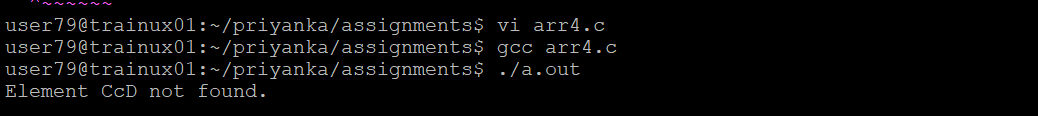 ^~~~~~~
user79@trainux01:~/priyanka/assignments$ vi arr4.c
user79@trainux01:~/priyanka/assignments$ gcc arr4.c
user79@trainux01:~/priyanka/assignments$ ./a.out
Element CcD not found.